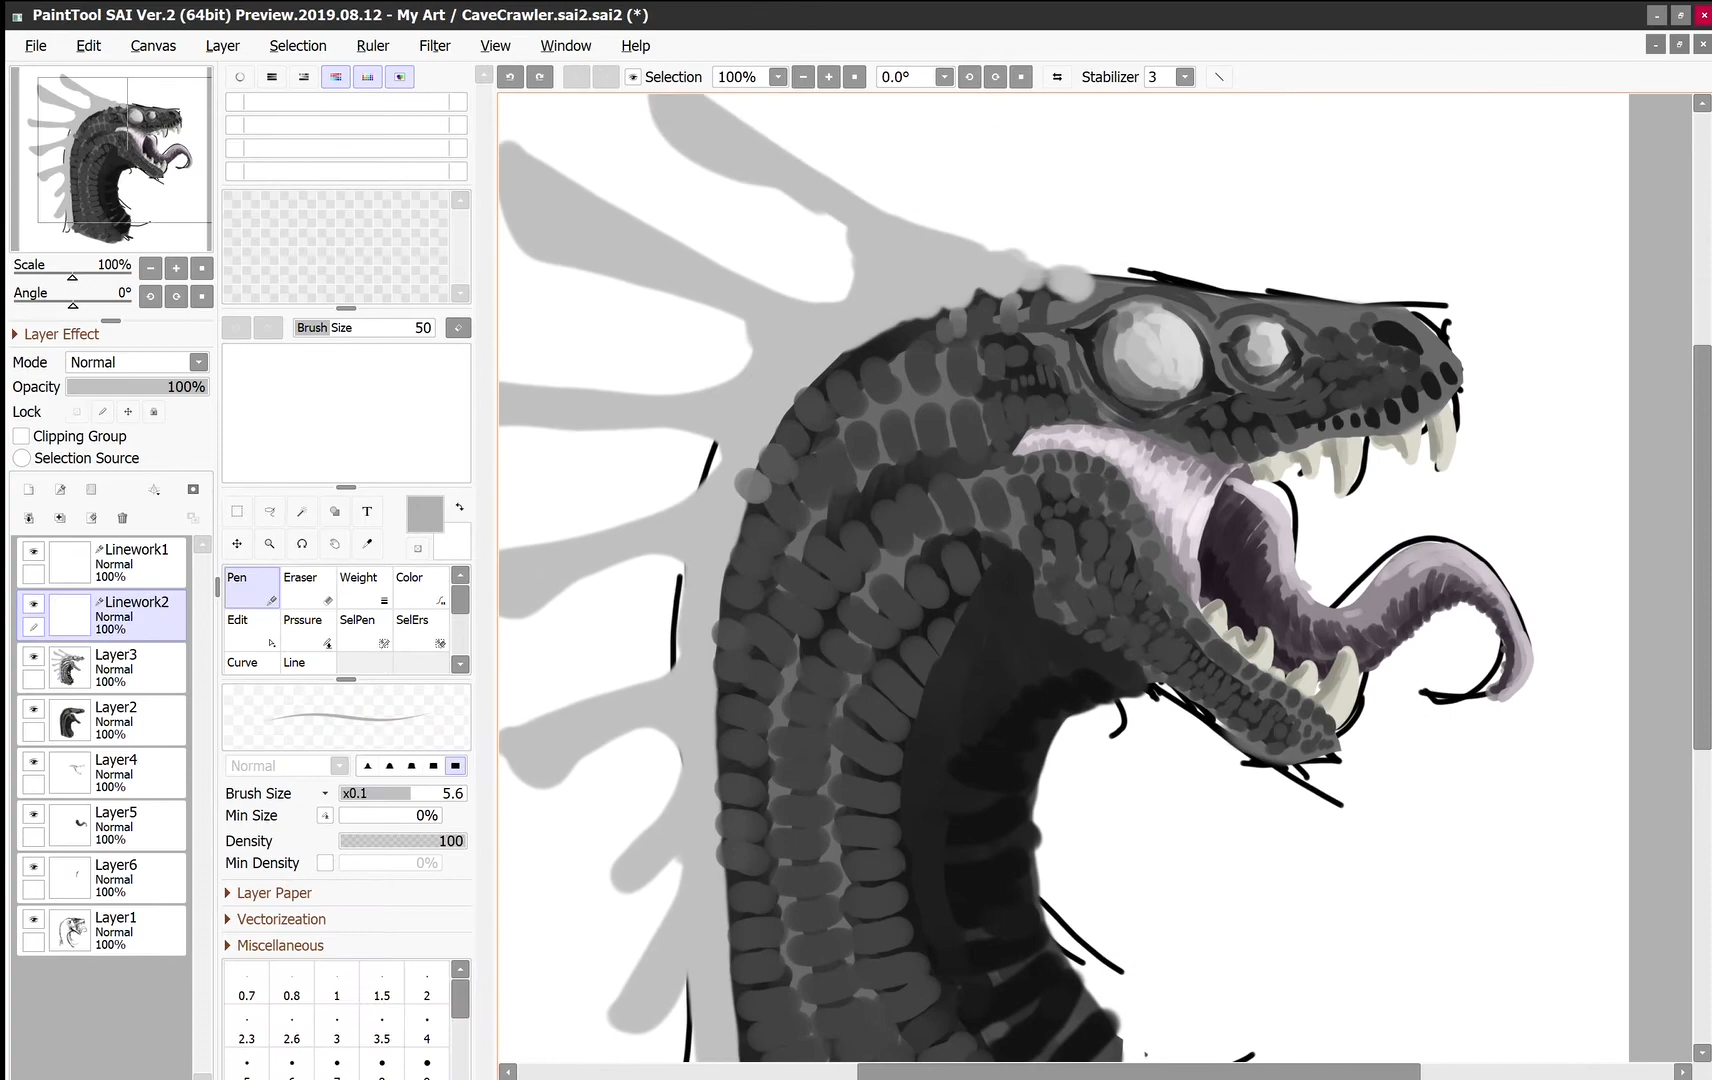 PaintTool SAI Ver.2 (64bit) Preview.2019.08.12 - My Art / CaveCrawler.sai2.sai2 (*)
File Edit Canvas Layer Selection Ruler Filter View Window Help
Selection 100% 0.0° Stabilizer 3
Scale 100%
Angle 0°
Layer Effect
Mode Normal
Opacity 100%
Lock
Clipping Group
Selection Source
Linework1
Normal
100%
Linework2
Normal
100%
Layer3
Normal
100%
Layer2
Normal
100%
Layer4
Normal
100%
Layer5
Normal
100%
Layer6
Normal
100%
Layer1
Normal
100%
Brush Size 50
T
Pen Eraser Weight Color
Edit Prssure SelPen SelErs
Curve Line
Normal
Brush Size x0.1 5.6
Min Size 0%
Density 100
Min Density 0%
Layer Paper
Vectorizeation
Miscellaneous
0.7 0.8 1 1.5 2
2.3 2.6 3 3.5 4